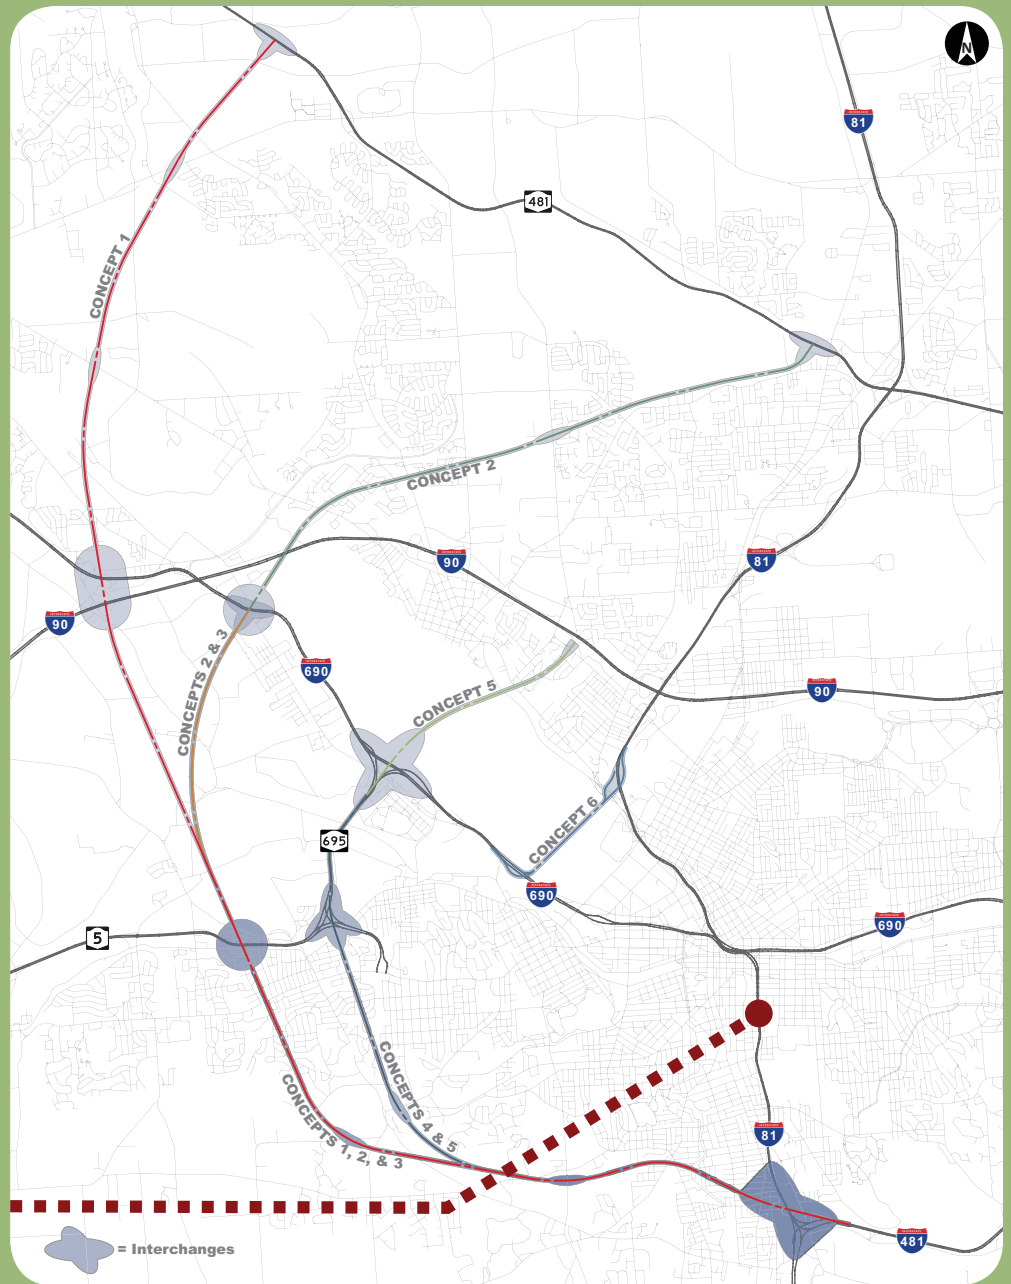 N
81
481
CONCEPT 1
CONCEPT 2
90
81
90
CONCEPTS 2 & 3
690
CONCEPT 5
90
CONCEPT 6
695
690
690
5
CONCEPTS 4 & 5
CONCEPTS 1, 2, & 3
81
481
= Interchanges